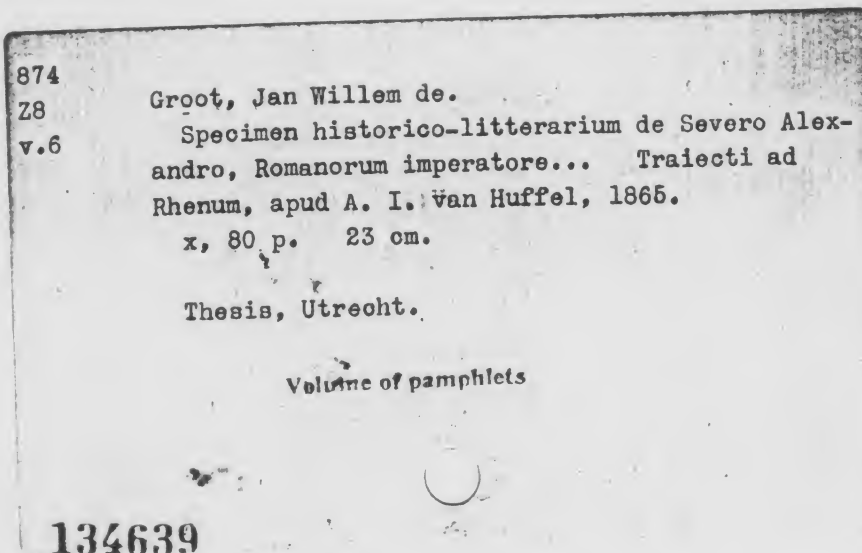 874
Z8
v.6
Groot, Jan Willem de.
Specimen historico-litterarium de Severo Alex-
andro, Romanorum imperatore... Traiecti ad
Rhenum, apud A. I. van Huffel, 1865.
x, 80 p. 23 cm.
Thesis, Utrecht.
Volume of pamphlets
134639